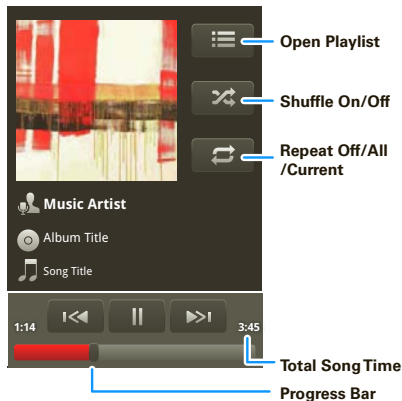 Open Playlist
Shuffle On/Off
Repeat Off/All
/Current
Music Artist
Album Title
Song Title
1:14
3:45
Total Song Time
Progress Bar